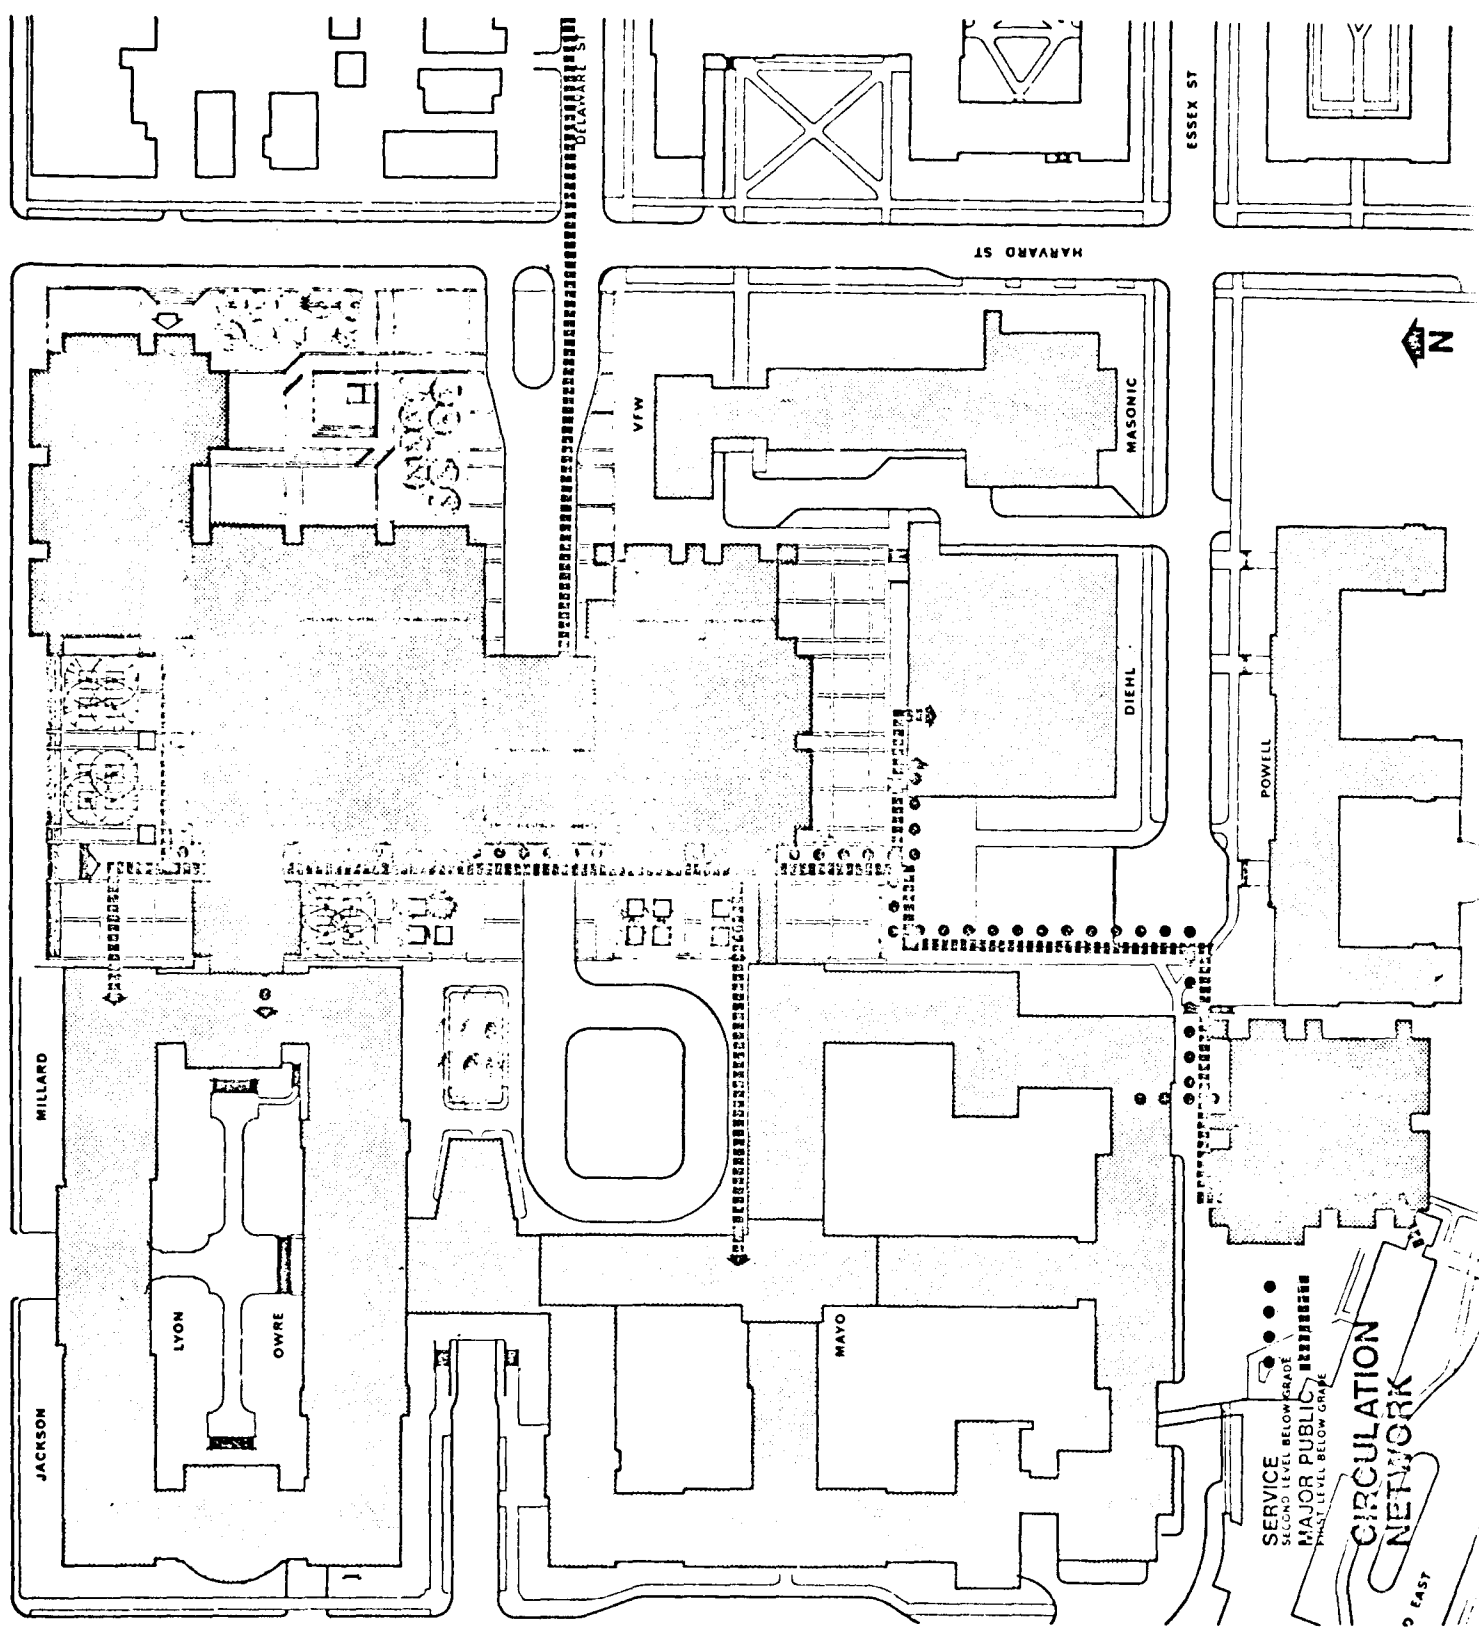 DELAWARE ST
ESSEX ST
HARVARD ST
N
VFW
MASONIC
DIEHL
POWELL
MILLARD
LYON
OWRE
JACKSON
MAYO
SERVICE
SECOND LEVEL BELOW GRADE
MAJOR PUBLIC
FIRST LEVEL BELOW GRADE
CIRCULATION
NETWORK
EAST